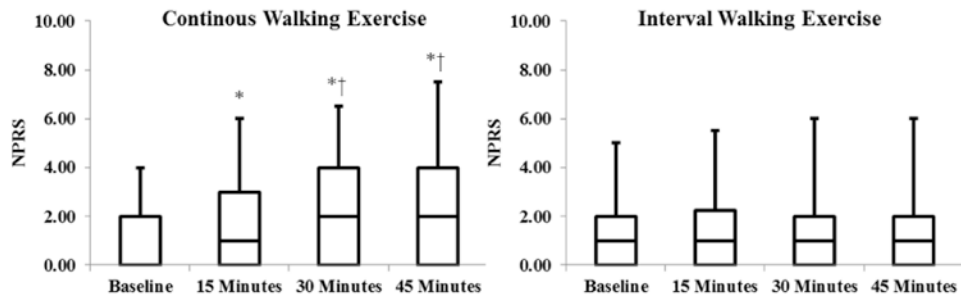 Continous Walking Exercise
10.00
8.00
6.00
4.00
2.00
0.00
NPRS
*
*†
*†
Baseline 15 Minutes 30 Minutes 45 Minutes
Interval Walking Exercise
10.00
8.00
6.00
4.00
2.00
0.00
NPRS
Baseline 15 Minutes 30 Minutes 45 Minutes